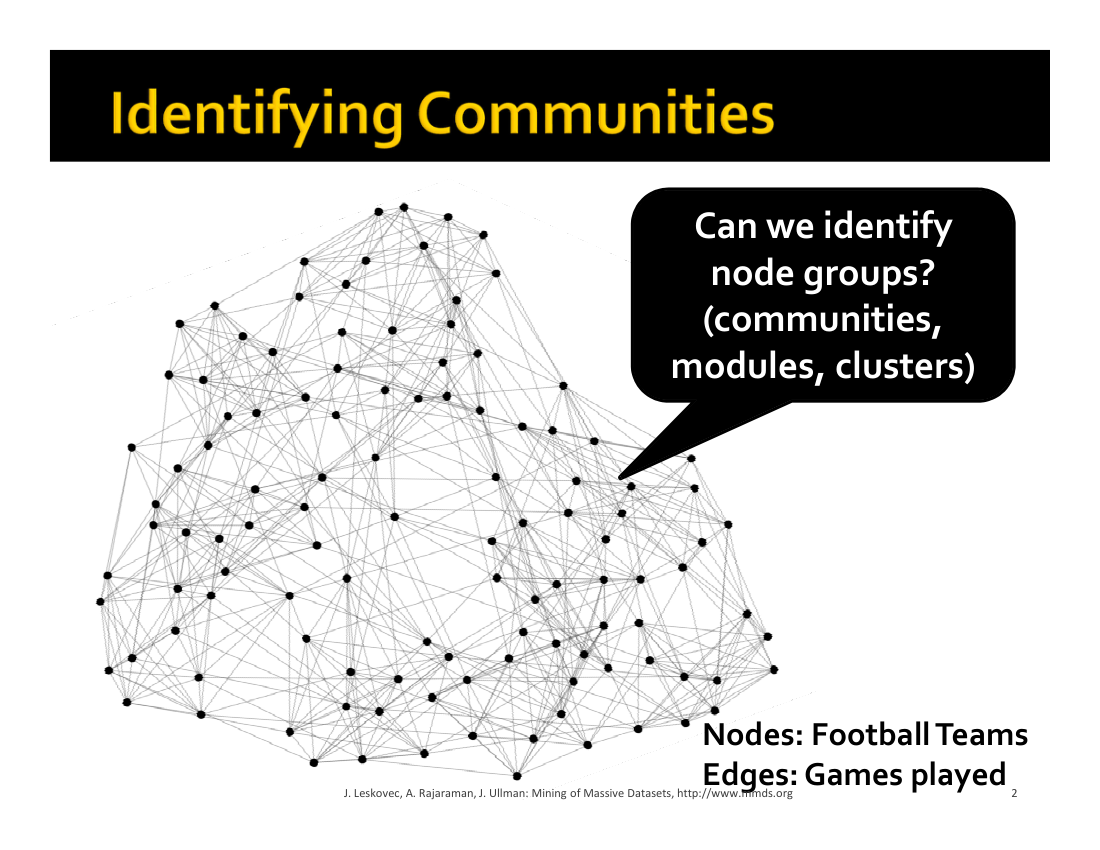 Identifying Communities
Can we identify
node groups?
(communities,
modules, clusters)
Nodes: Football Teams
Edges: Games played
J. Leskovec, A. Rajaraman, J. Ullman: Mining of Massive Datasets, http://www.mmds.org
2